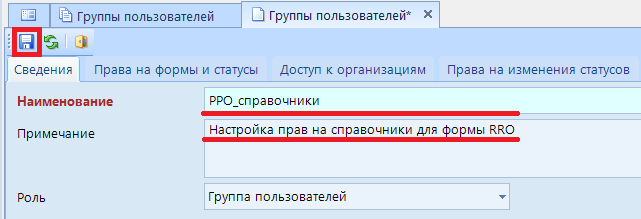 Группы пользователей Группы пользователей*
Сведения Права на формы и статусы Доступ к организациям Права на изменения статусов
Наименование РРО_справочники
Примечание Настройка прав на справочники для формы RRO
Роль Группа пользователей